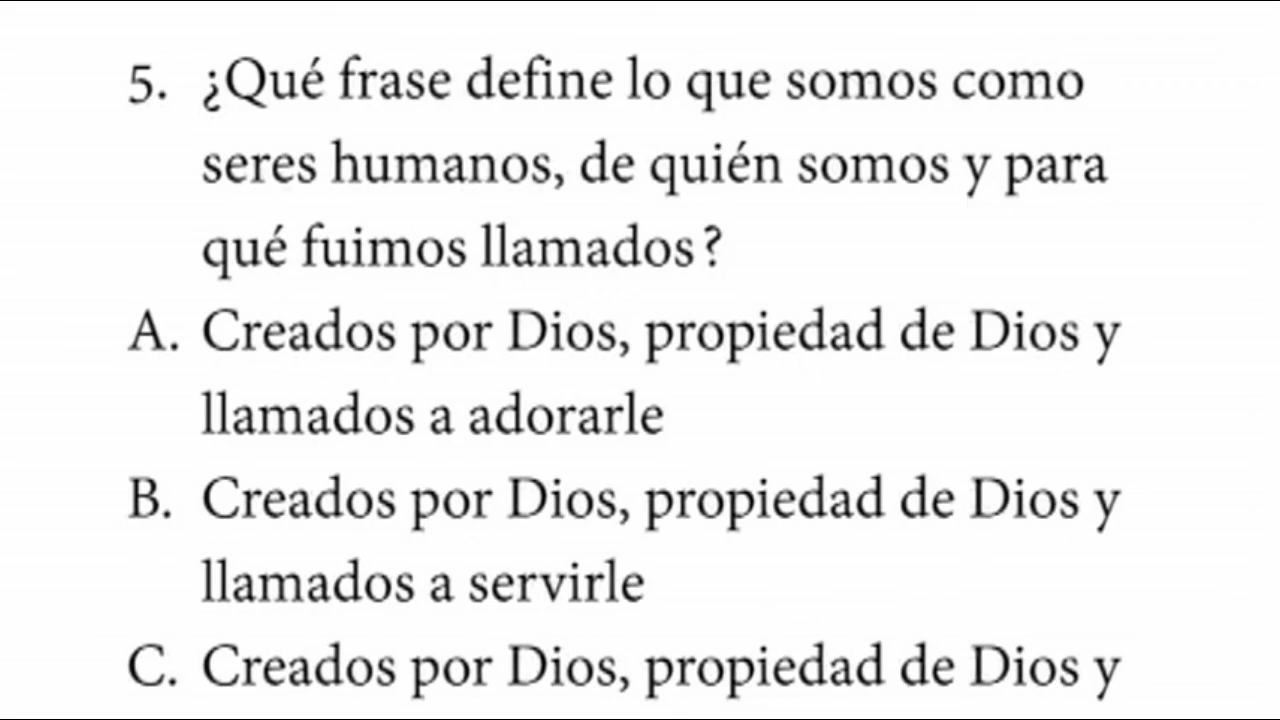 5. ¿Qué frase define lo que somos como
seres humanos, de quién somos y para
qué fuimos llamados?
A. Creados por Dios, propiedad de Dios y
llamados a adorarle
B. Creados por Dios, propiedad de Dios y
llamados a servirle
C. Creados por Dios, propiedad de Dios y